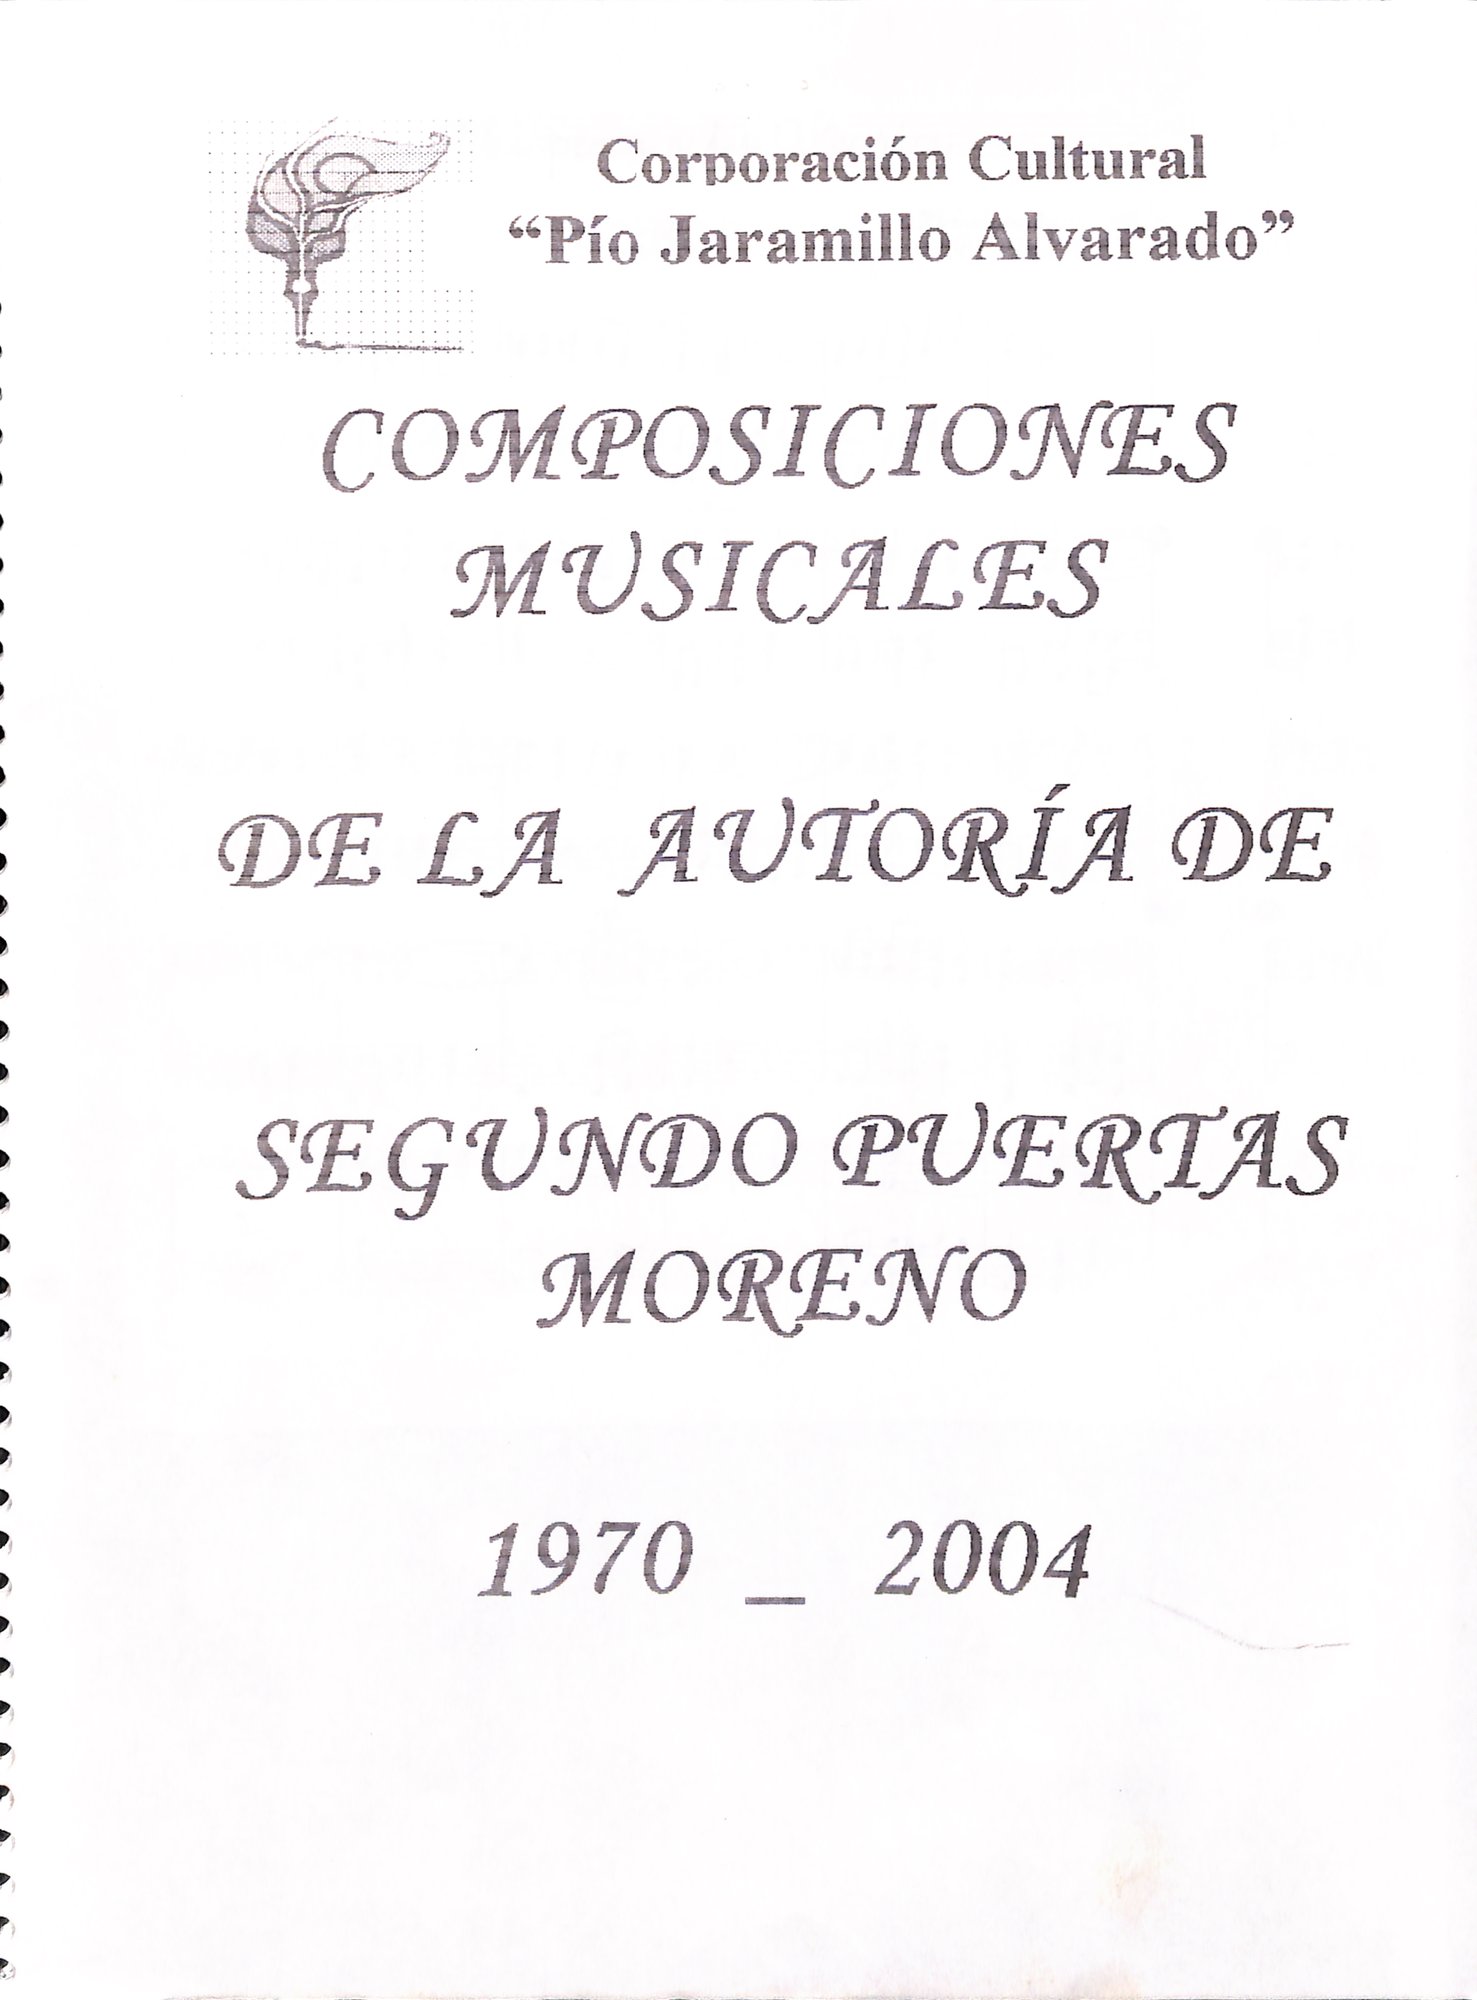 Corporación Cultural
“Pío Jaramillo Alvarado”
COMPOSICIONES
MUSICALES
DE LA AUTORÍA DE
SEGUNDO PUERTAS
MORENO
1970 _ 2004